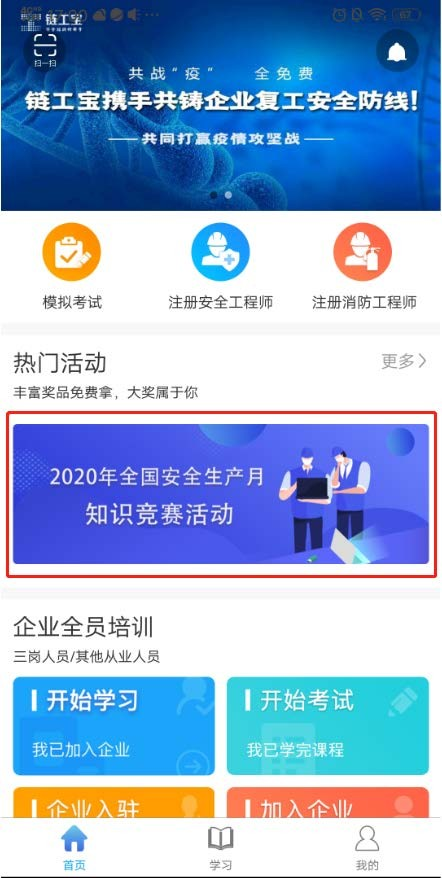 链工宝
扫一扫
共战“疫” 全免费
链工宝携手共铸企业复工安全防线!
共同打赢疫情攻坚战
模拟考试
注册安全工程师
注册消防工程师
热门活动
更多
丰富奖品免费拿，大奖属于你
2020年全国安全生产月
知识竞赛活动
企业全员培训
三岗人员/其他从业人员
开始学习
开始考试
我已加入企业
我已学完课程
企业入驻
加入企业
首页
学习
我的